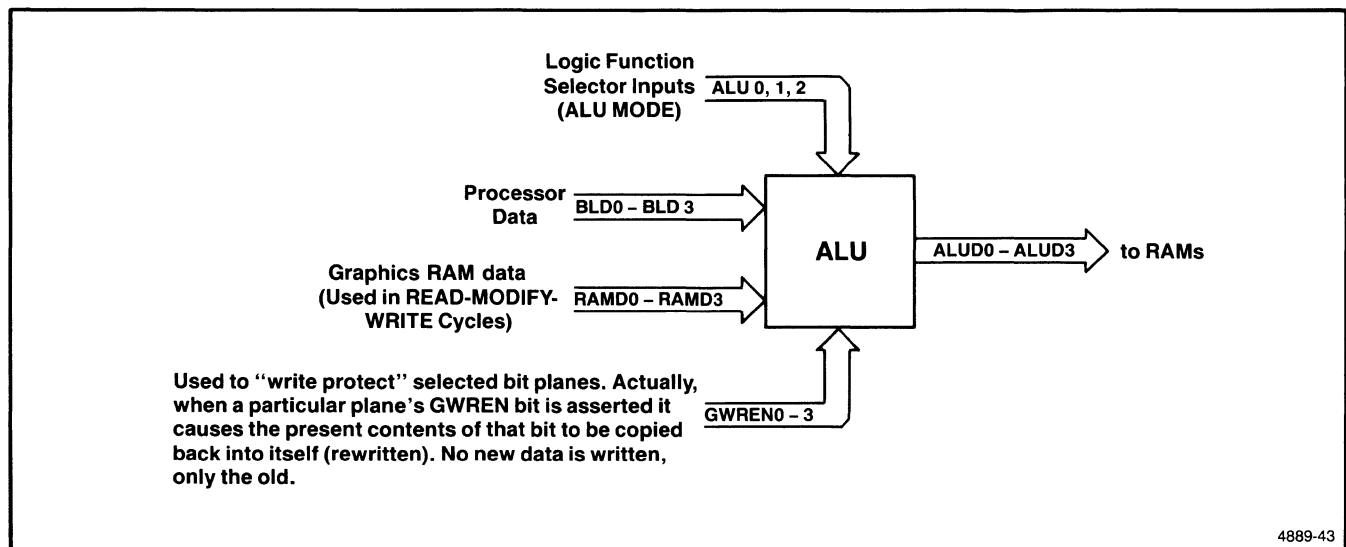 Logic Function
Selector Inputs
(ALU MODE)
ALU 0, 1, 2
Processor
Data
BLD0 – BLD 3
ALU
ALUD0 – ALUD3
to RAMs
Graphics RAM data
(Used in READ-MODIFY-
WRITE Cycles)
RAMD0 – RAMD3
Used to “write protect” selected bit planes. Actually,
when a particular plane’s GWREN bit is asserted it
causes the present contents of that bit to be copied
back into itself (rewritten). No new data is written,
only the old.
GWREN0 – 3
4889-43